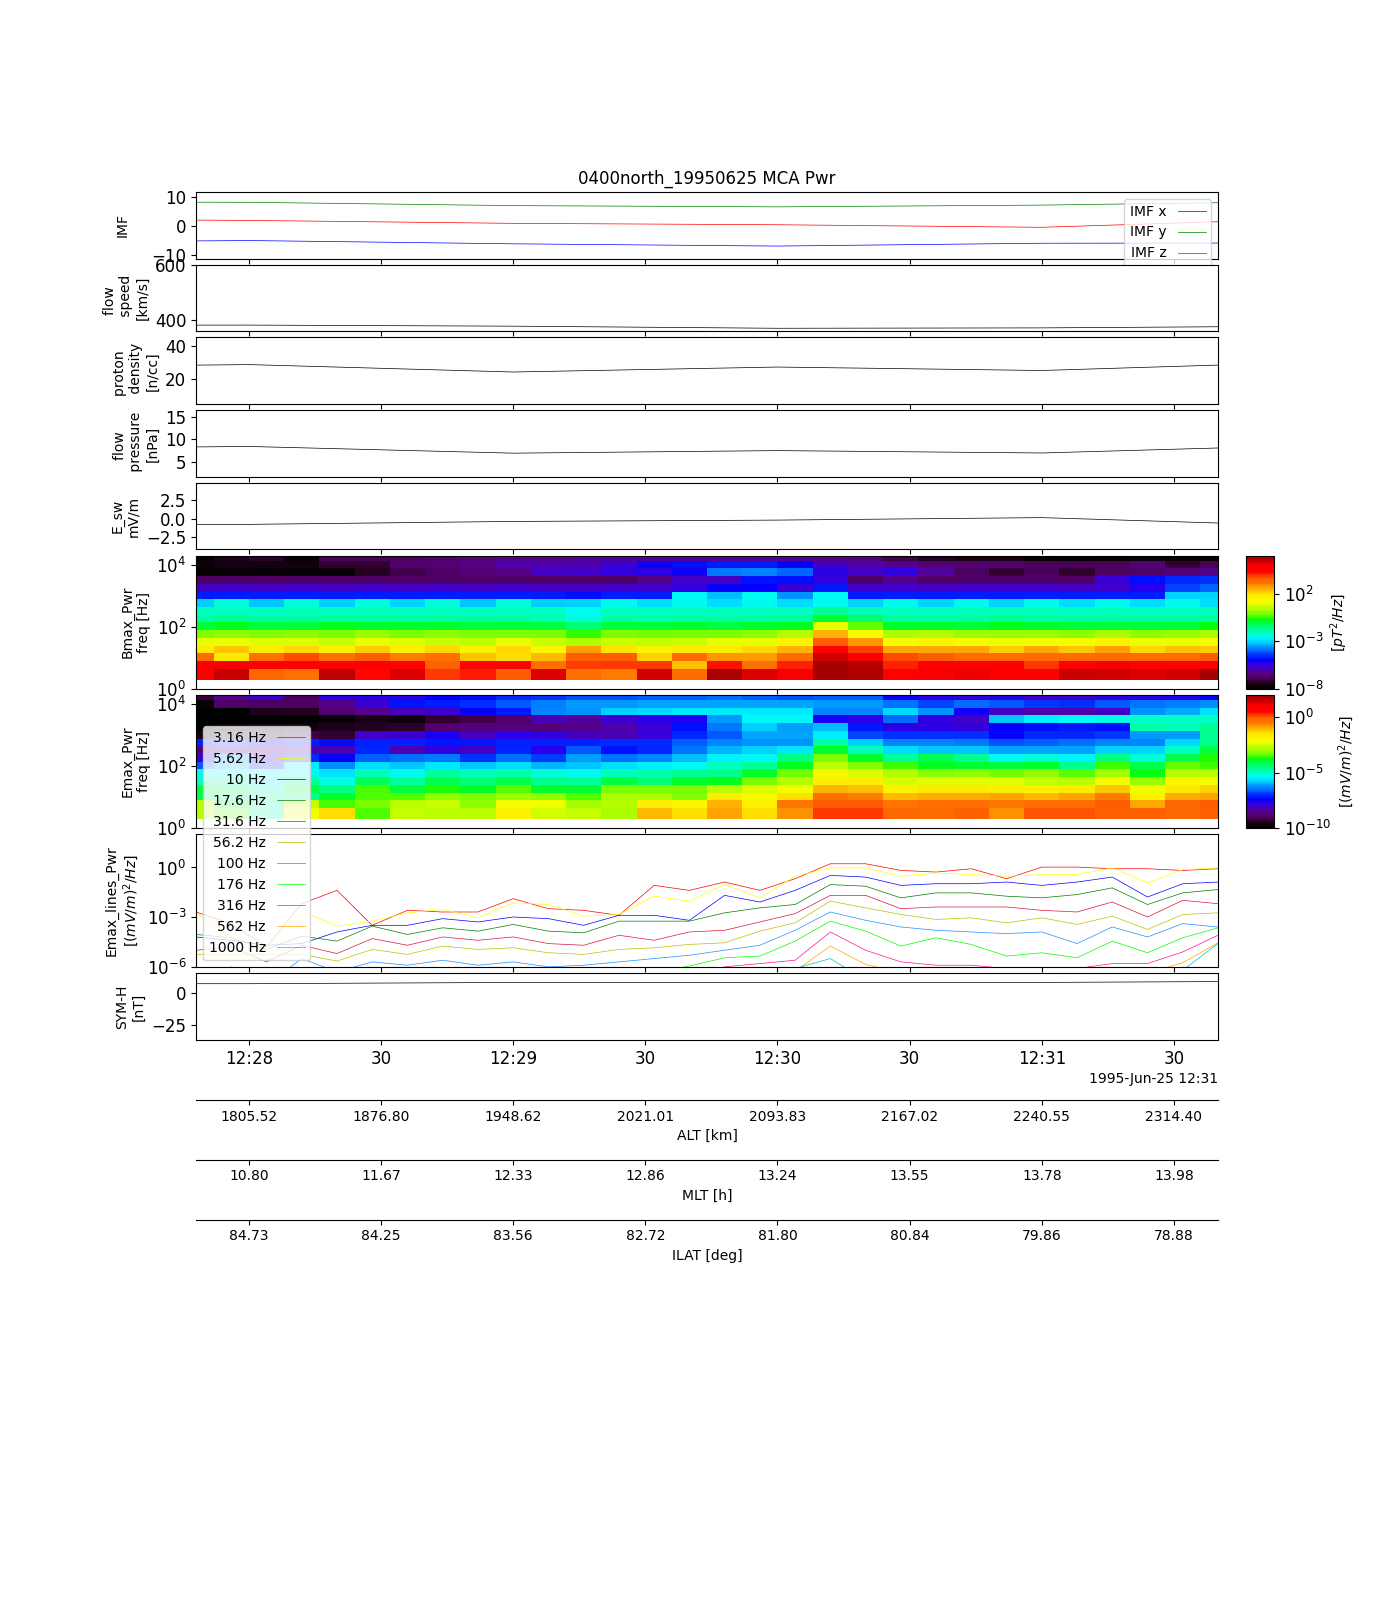 0400north_19950625 MCA Pwr
10
0
−10
IMF
IMF x
IMF y
IMF z
600
400
flow
speed
[km/s]
40
20
proton
density
[n/cc]
15
10
5
flow
pressure
[nPa]
2.5
0.0
−2.5
E_sw
mV/m
10^4
10^2
10^0
Bmax_Pwr
freq [Hz]
10^2
10^−3
10^−8
[pT^2/Hz]
10^4
10^2
10^0
Emax_Pwr
freq [Hz]
10^0
10^−5
10^−10
[(mV/m)^2/Hz]
3.16 Hz
5.62 Hz
10 Hz
17.6 Hz
31.6 Hz
56.2 Hz
100 Hz
176 Hz
316 Hz
562 Hz
1000 Hz
10^0
10^−3
10^−6
Emax_lines_Pwr
[(mV/m)^2/Hz]
0
−25
SYM-H
[nT]
12:28 30 12:29 30 12:30 30 12:31 30
1995-Jun-25 12:31
1805.52 1876.80 1948.62 2021.01 2093.83 2167.02 2240.55 2314.40
ALT [km]
10.80 11.67 12.33 12.86 13.24 13.55 13.78 13.98
MLT [h]
84.73 84.25 83.56 82.72 81.80 80.84 79.86 78.88
ILAT [deg]